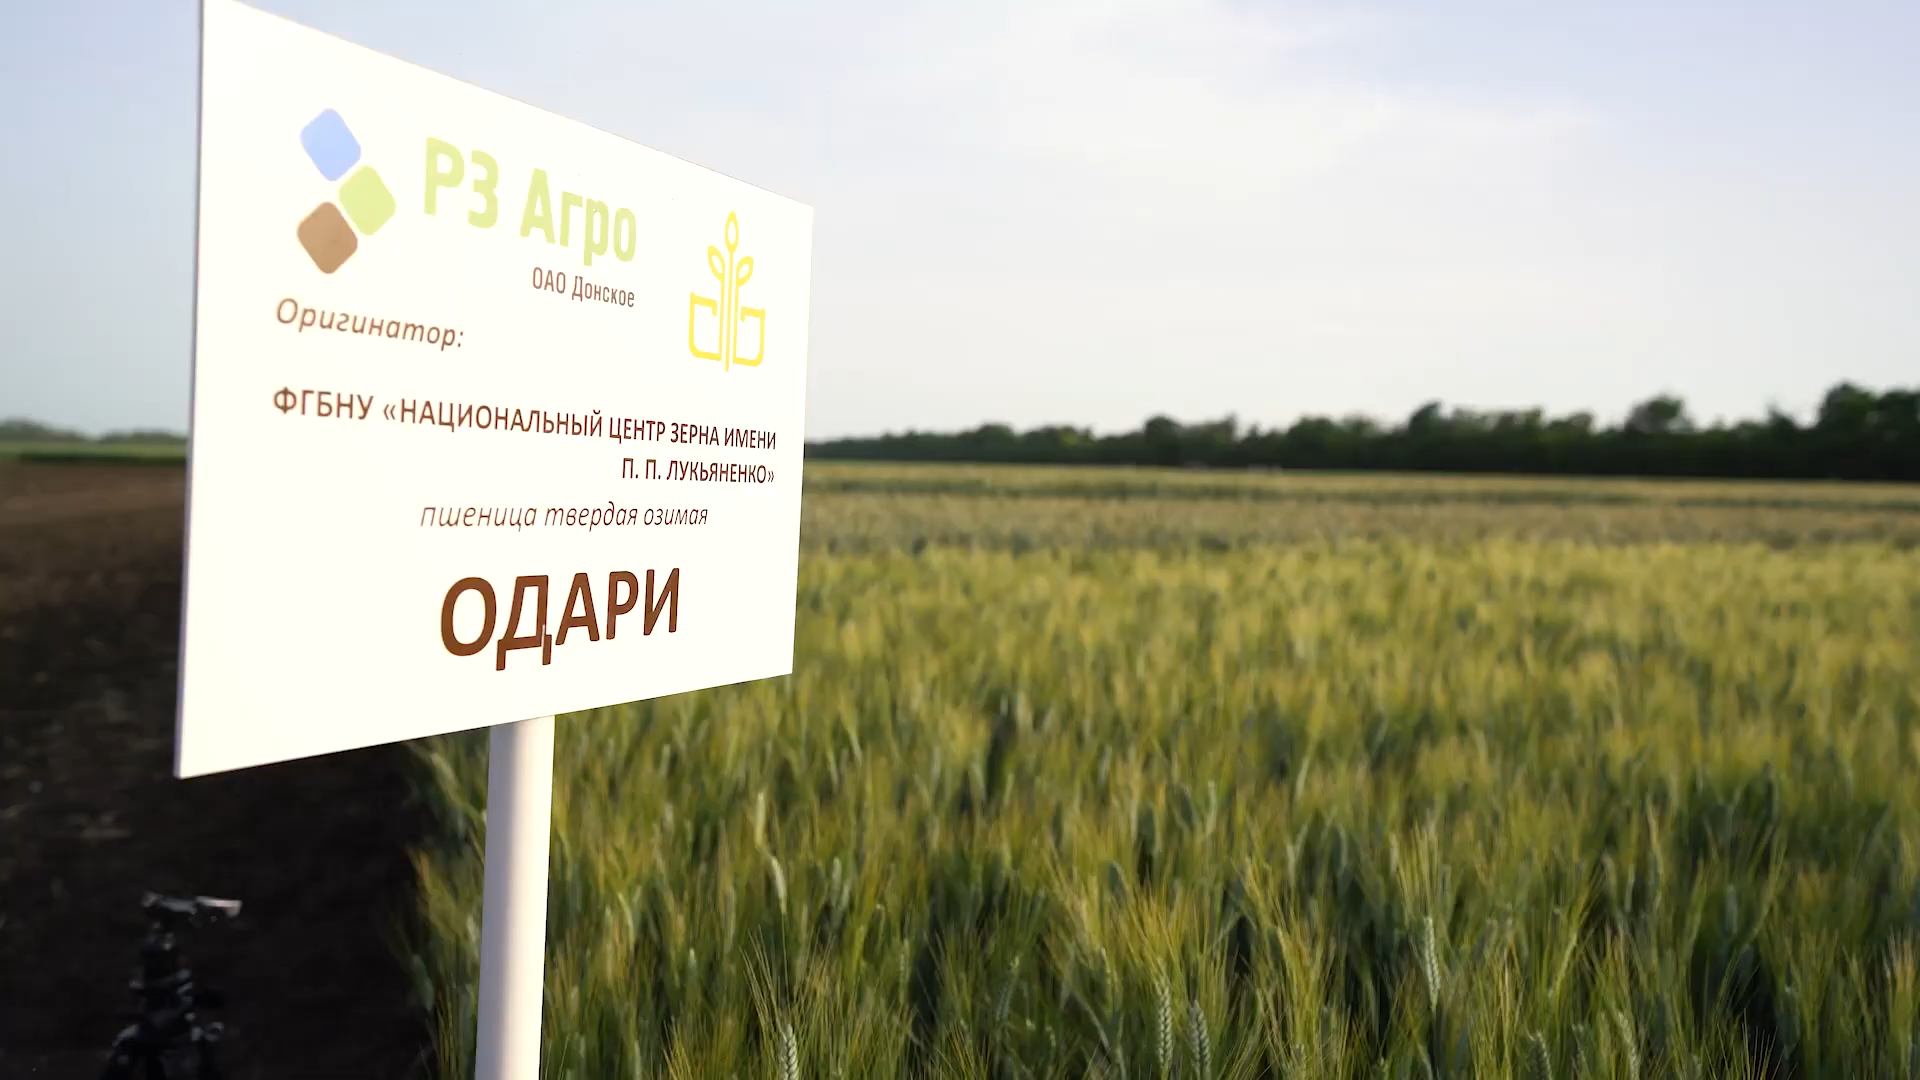 РЗ Агро
ОАО Донское
Оригинатор:
ФГБНУ «НАЦИОНАЛЬНЫЙ ЦЕНТР ЗЕРНА ИМЕНИ
П. П. ЛУКЬЯНЕНКО»
пшеница твердая озимая
ОДАРИ